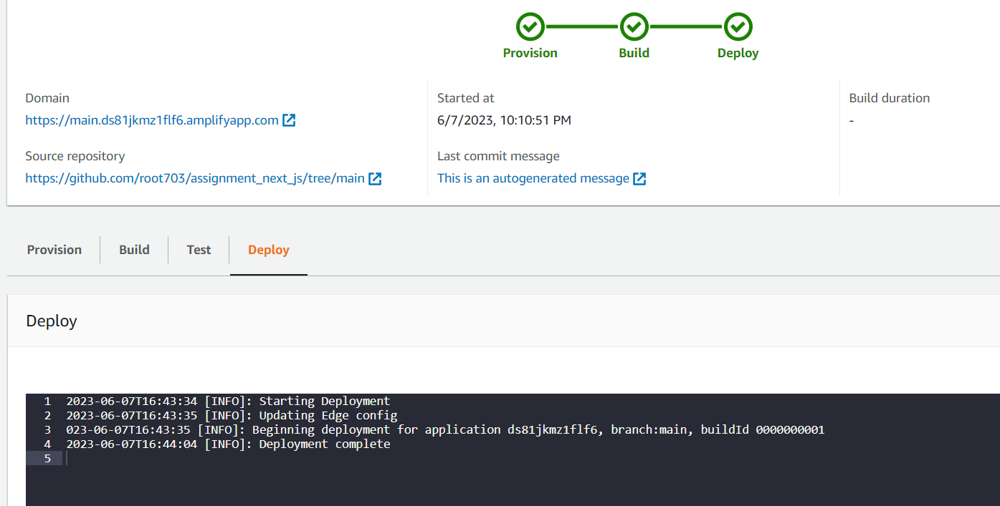 Provision Build Deploy
Domain
https://main.ds81jkmz1flf6.amplifyapp.com
Source repository
https://github.com/root703/assignment_next_js/tree/main
Started at
6/7/2023, 10:10:51 PM
Last commit message
This is an autogenerated message
Build duration
-
Provision Build Test Deploy
Deploy
1 2023-06-07T16:43:34 [INFO]: Starting Deployment
2 2023-06-07T16:43:35 [INFO]: Updating Edge config
3 023-06-07T16:43:35 [INFO]: Beginning deployment for application ds81jkmz1flf6, branch:main, buildId 0000000001
4 2023-06-07T16:44:04 [INFO]: Deployment complete
5